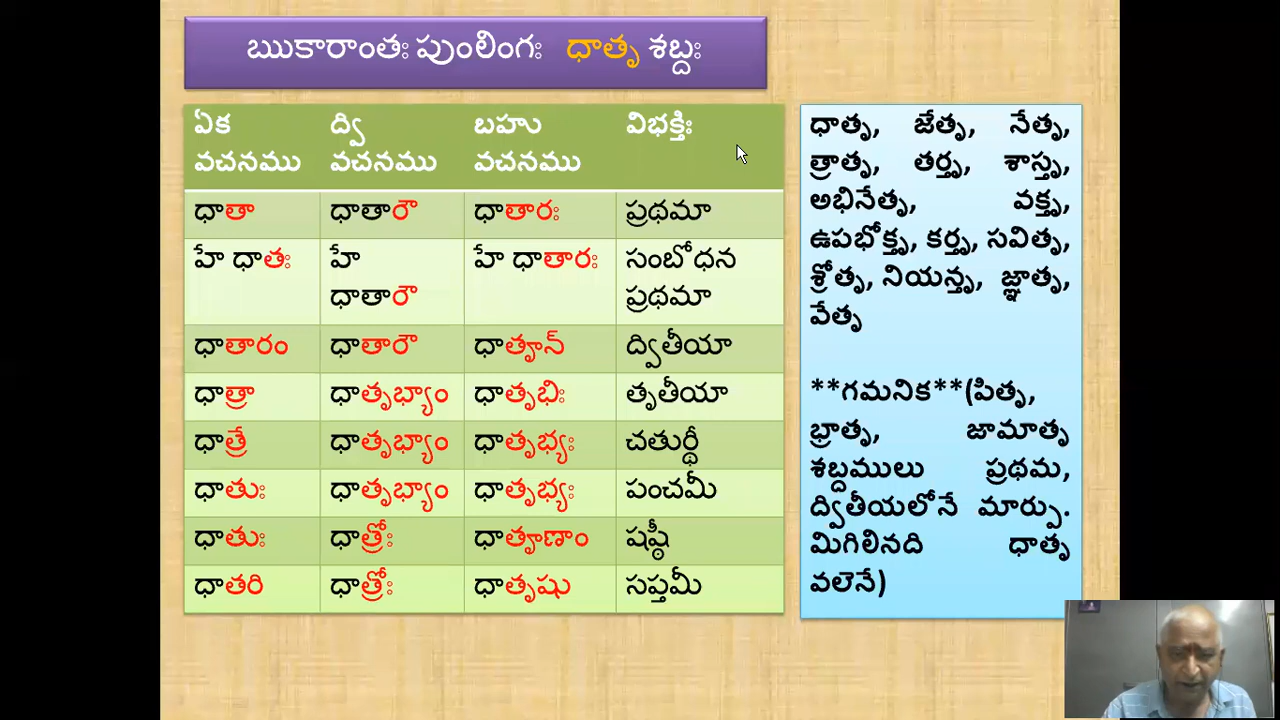 ఋకారాంతః పుంలింగః ధాతృ శబ్దః
ఏక వచనము ద్వి వచనము బహు వచనము విభక్తిః
ధాతా ధాతారౌ ధాతారః ప్రథమా
హే ధాతః హే ధాతారౌ హే ధాతారః సంబోధన ప్రథమా
ధాతారం ధాతారౌ ధాతౄన్ ద్వితీయా
ధాత్రా ధాతృభ్యాం ధాతృభిః తృతీయా
ధాత్రే ధాతృభ్యాం ధాతృభ్యః చతుర్థీ
ధాతుః ధాతృభ్యాం ధాతృభ్యః పంచమీ
ధాతుః ధాత్రోః ధాతౄణాం షష్ఠీ
ధాతరి ధాత్రోః ధాతృషు సప్తమీ
ధాతృ, జేతృ, నేతృ,
త్రాతృ, తర్తృ, శాస్తృ,
అభినేతృ, వక్తృ,
ఉపభోక్తృ, కర్తృ, సవితృ,
శ్రోతృ, నియన్తృ, జ్ఞాతృ,
వేతృ
**గమనిక**(పితృ,
భ్రాతృ, జామాతృ
శబ్దములు ప్రథమ,
ద్వితీయలోనే మార్పు.
మిగిలినది ధాతృ
వలెనే)